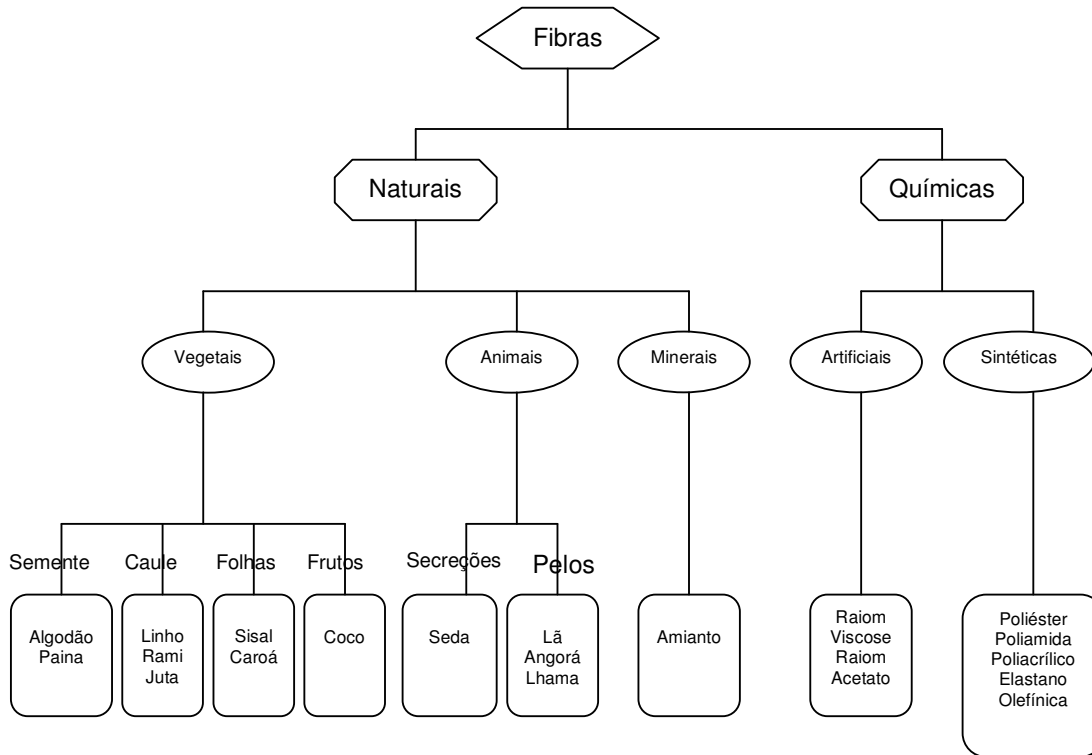 Fibras
Naturais
Químicas
Vegetais
Animais
Minerais
Artificiais
Sintéticas
Semente
Caule
Folhas
Frutos
Secreções
Pelos
Algodão
Paina
Linho
Rami
Juta
Sisal
Caroá
Coco
Seda
Lã
Angorá
Lhama
Amianto
Raiom
Viscose
Raiom
Acetato
Poliéster
Poliamida
Poliacrílico
Elastano
Olefínica